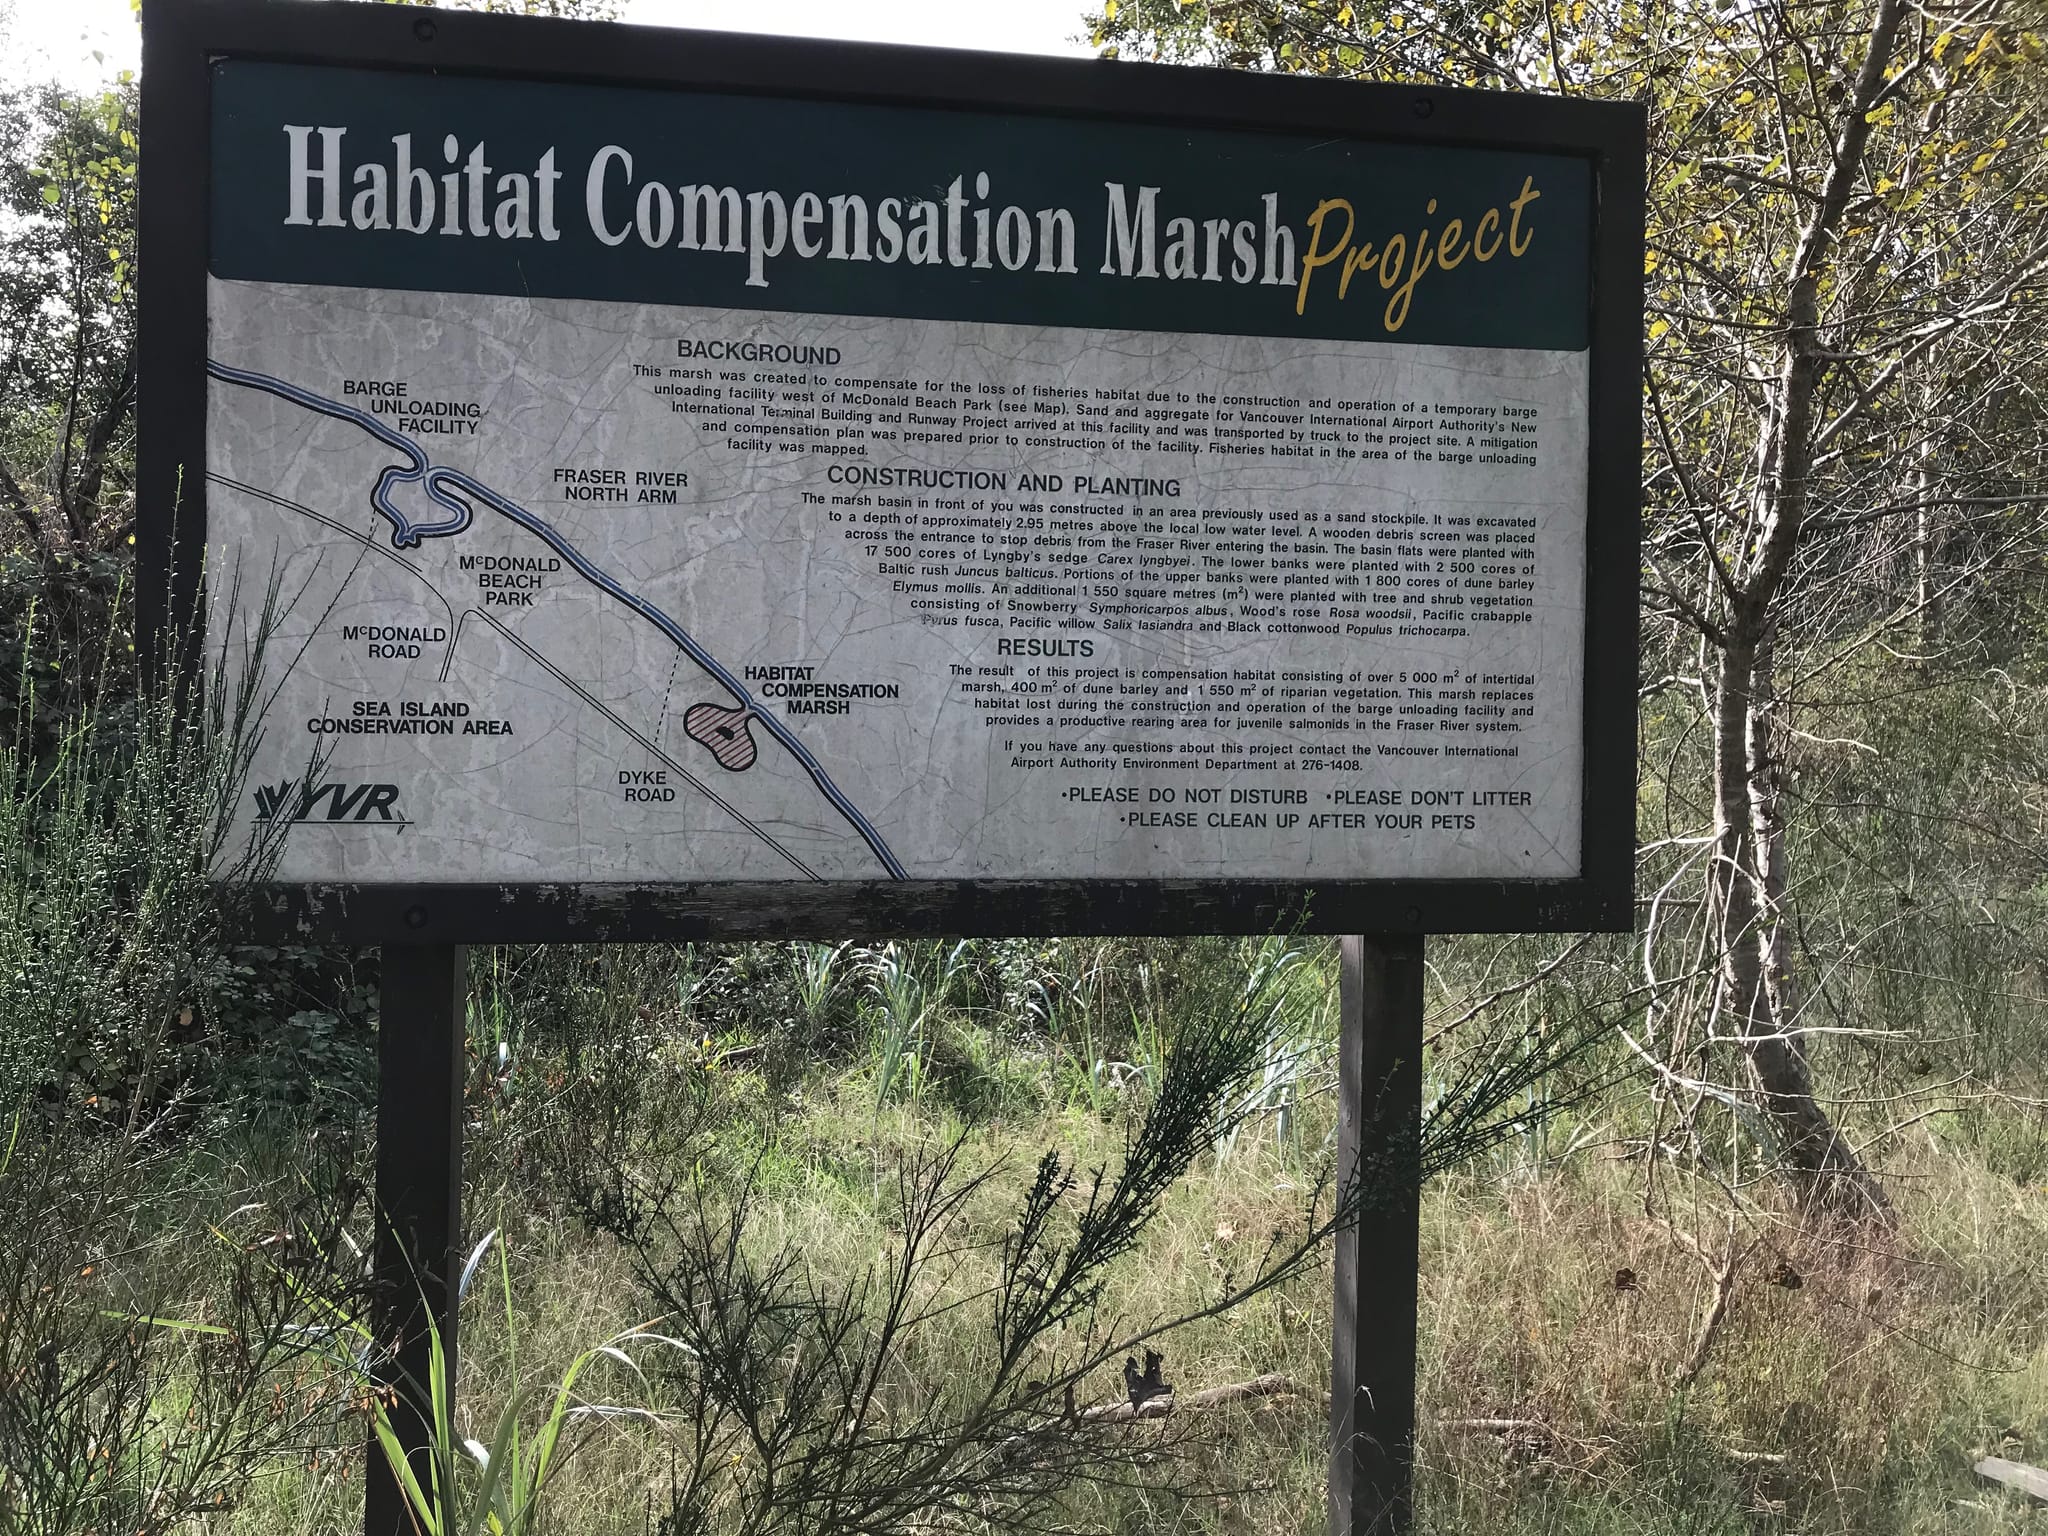 Habitat Compensation Marsh Project
BARGE
UNLOADING
FACILITY
FRASER RIVER
NORTH ARM
McDONALD
BEACH
PARK
McDONALD
ROAD
SEA ISLAND
CONSERVATION AREA
HABITAT
COMPENSATION
MARSH
DYKE
ROAD
YVR
BACKGROUND
This marsh was created to compensate for the loss of fisheries habitat due to the construction and operation of a temporary barge
unloading facility west of McDonald Beach Park (see Map). Sand and aggregate for Vancouver International Airport Authority's New
International Terminal Building and Runway Project arrived at this facility and was transported by truck to the project site. A mitigation
and compensation plan was prepared prior to construction of the facility. Fisheries habitat in the area of the barge unloading
facility was mapped.
CONSTRUCTION AND PLANTING
The marsh basin in front of you was constructed in an area previously used as a sand stockpile. It was excavated
to a depth of approximately 2.95 metres above the local low water level. A wooden debris screen was placed
across the entrance to stop debris from the Fraser River entering the basin. The basin flats were planted with
17 500 cores of Lyngby's sedge Carex lyngbyei. The lower banks were planted with 2 500 cores of
Baltic rush Juncus balticus. Portions of the upper banks were planted with 1 800 cores of dune barley
Elymus mollis. An additional 1 550 square metres (m²) were planted with tree and shrub vegetation
consisting of Snowberry Symphoricarpos albus, Wood's rose Rosa woodsii, Pacific crabapple
Pyrus fusca, Pacific willow Salix lasiandra and Black cottonwood Populus trichocarpa.
RESULTS
The result of this project is compensation habitat consisting of over 5 000 m² of intertidal
marsh, 400 m² of dune barley and 1 550 m² of riparian vegetation. This marsh replaces
habitat lost during the construction and operation of the barge unloading facility and
provides a productive rearing area for juvenile salmonids in the Fraser River system.
If you have any questions about this project contact the Vancouver International
Airport Authority Environment Department at 276-1408.
•PLEASE DO NOT DISTURB •PLEASE DON'T LITTER
•PLEASE CLEAN UP AFTER YOUR PETS